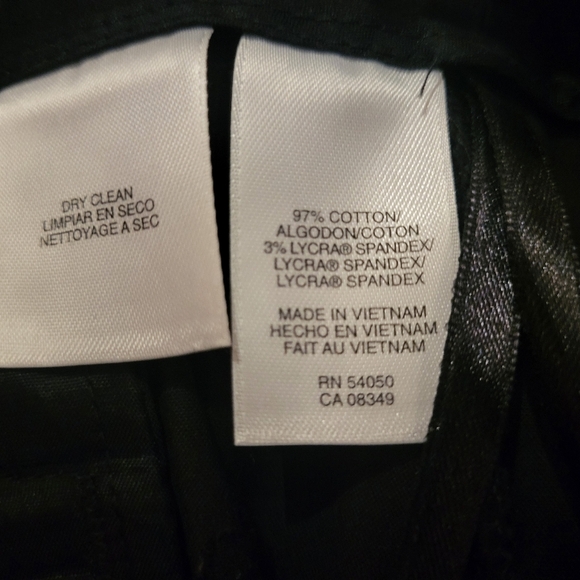 DRY CLEAN
LIMPIAR EN SECO
NETTOYAGE A SEC
97% COTTON/
ALGODON/COTON
3% LYCRA® SPANDEX/
LYCRA® SPANDEX/
LYCRA® SPANDEX
MADE IN VIETNAM
HECHO EN VIETNAM
FAIT AU VIETNAM
RN 54050
CA 08349